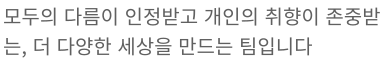 모두의 다름이 인정받고 개인의 취향이 존중받
는, 더 다양한 세상을 만드는 팀입니다